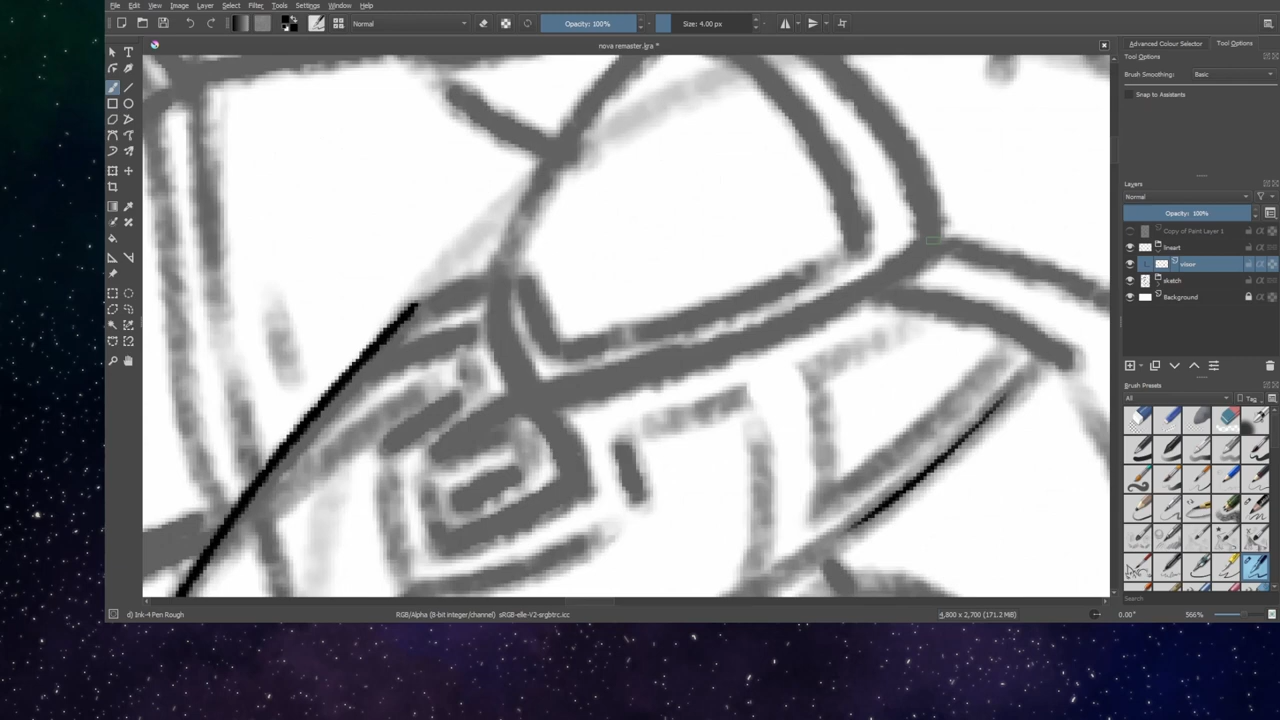 File Edit View Image Layer Select Filter Tools Settings Window Help
Normal Opacity: 100% Size: 4.00 px
nova remaster.jpg *
Advanced Colour Selector Tool Options
Tool Options
Brush Smoothing: Basic
Snap to Assistants
Layers
Normal
Opacity: 100%
Copy of Paint Layer 1
lineart
visor
sketch
Background
Brush Presets
All Tag
Search
d) Ink-4 Pen Rough RGB/Alpha (8-bit integer/channel) sRGB-elle-V2-srgbtrc.icc 4,800 x 2,700 (171.2 MiB) 0.00° 566%